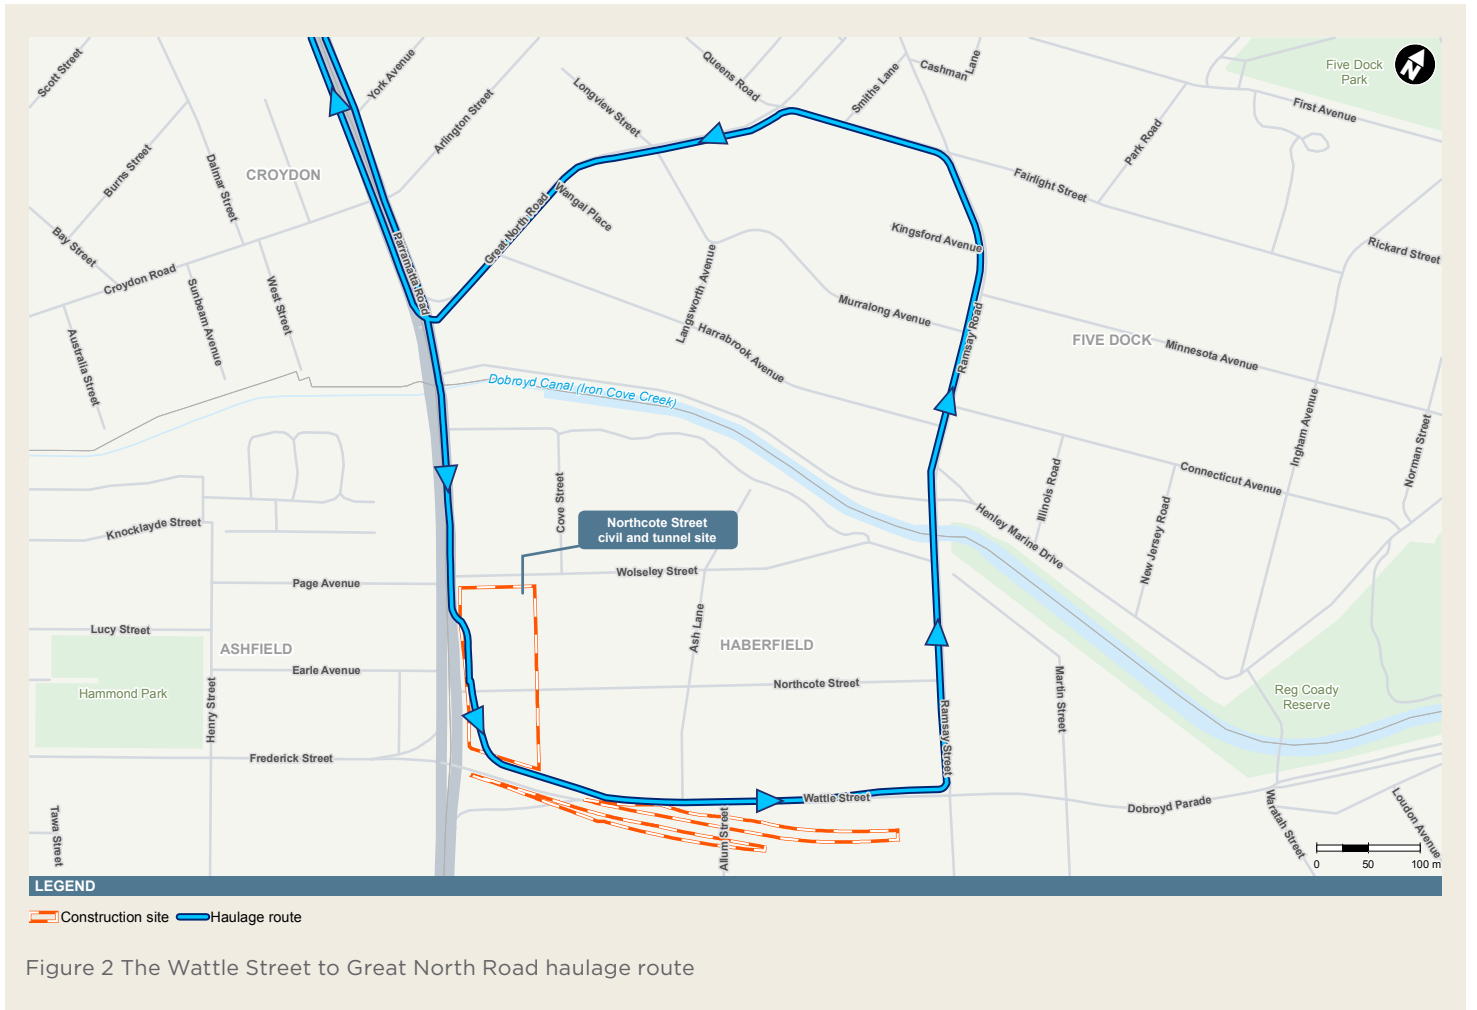 Scott Street
York Avenue
Queens Road
Smiths Lane
Cashman Lane
Five Dock
Park
N
Longview Street
Arlington Street
First Avenue
Burns Street
Dalmar Street
CROYDON
Park Road
Fairlight Street
Wangal Place
Great North Road
Bay Street
Parramatta Road
Kingsford Avenue
Rickard Street
Croydon Road
Sunbeam Avenue
West Street
Langsworth Avenue
Murralong Avenue
Australia Street
Harrabrook Avenue
Ramsay Road
FIVE DOCK
Minnesota Avenue
Dobroyd Canal (Iron Cove Creek)
Ingham Avenue
Norman Street
Connecticut Avenue
Illinois Road
Cove Street
Knocklayde Street
Northcote Street
civil and tunnel site
Henley Marine Drive
New Jersey Road
Page Avenue
Wolseley Street
Lucy Street
Ash Lane
ASHFIELD
HABERFIELD
Earle Avenue
Northcote Street
Hammond Park
Henry Street
Martin Street
Reg Coady
Reserve
Ramsay Street
Frederick Street
Wattle Street
Dobroyd Parade
Tawa Street
Allum Street
Waratah Street
Loudon Avenue
0 50 100 m
LEGEND
Construction site Haulage route
Figure 2 The Wattle Street to Great North Road haulage route